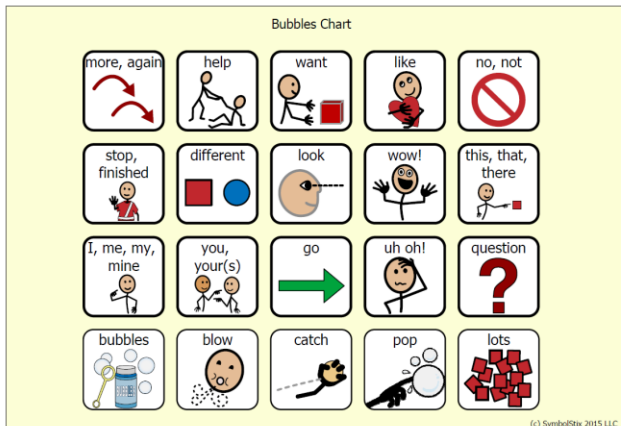 Bubbles Chart
more, again
help
want
like
no, not
stop,
finished
different
look
wow!
this, that,
there
I, me, my,
mine
you,
your(s)
go
uh oh!
question
?
bubbles
blow
catch
pop
lots
(c) SymbolStix 2015 LLC